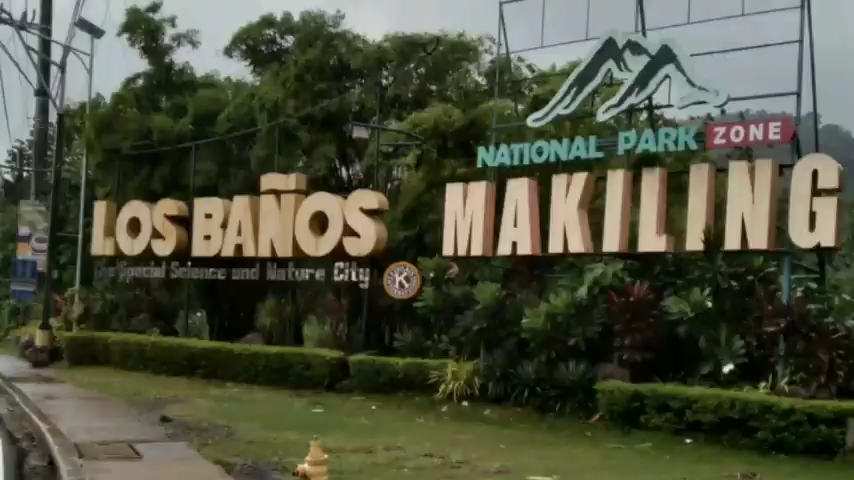 LOS BAÑOS
The Special Science and Nature City
K
NATIONAL PARK ZONE
MAKILING